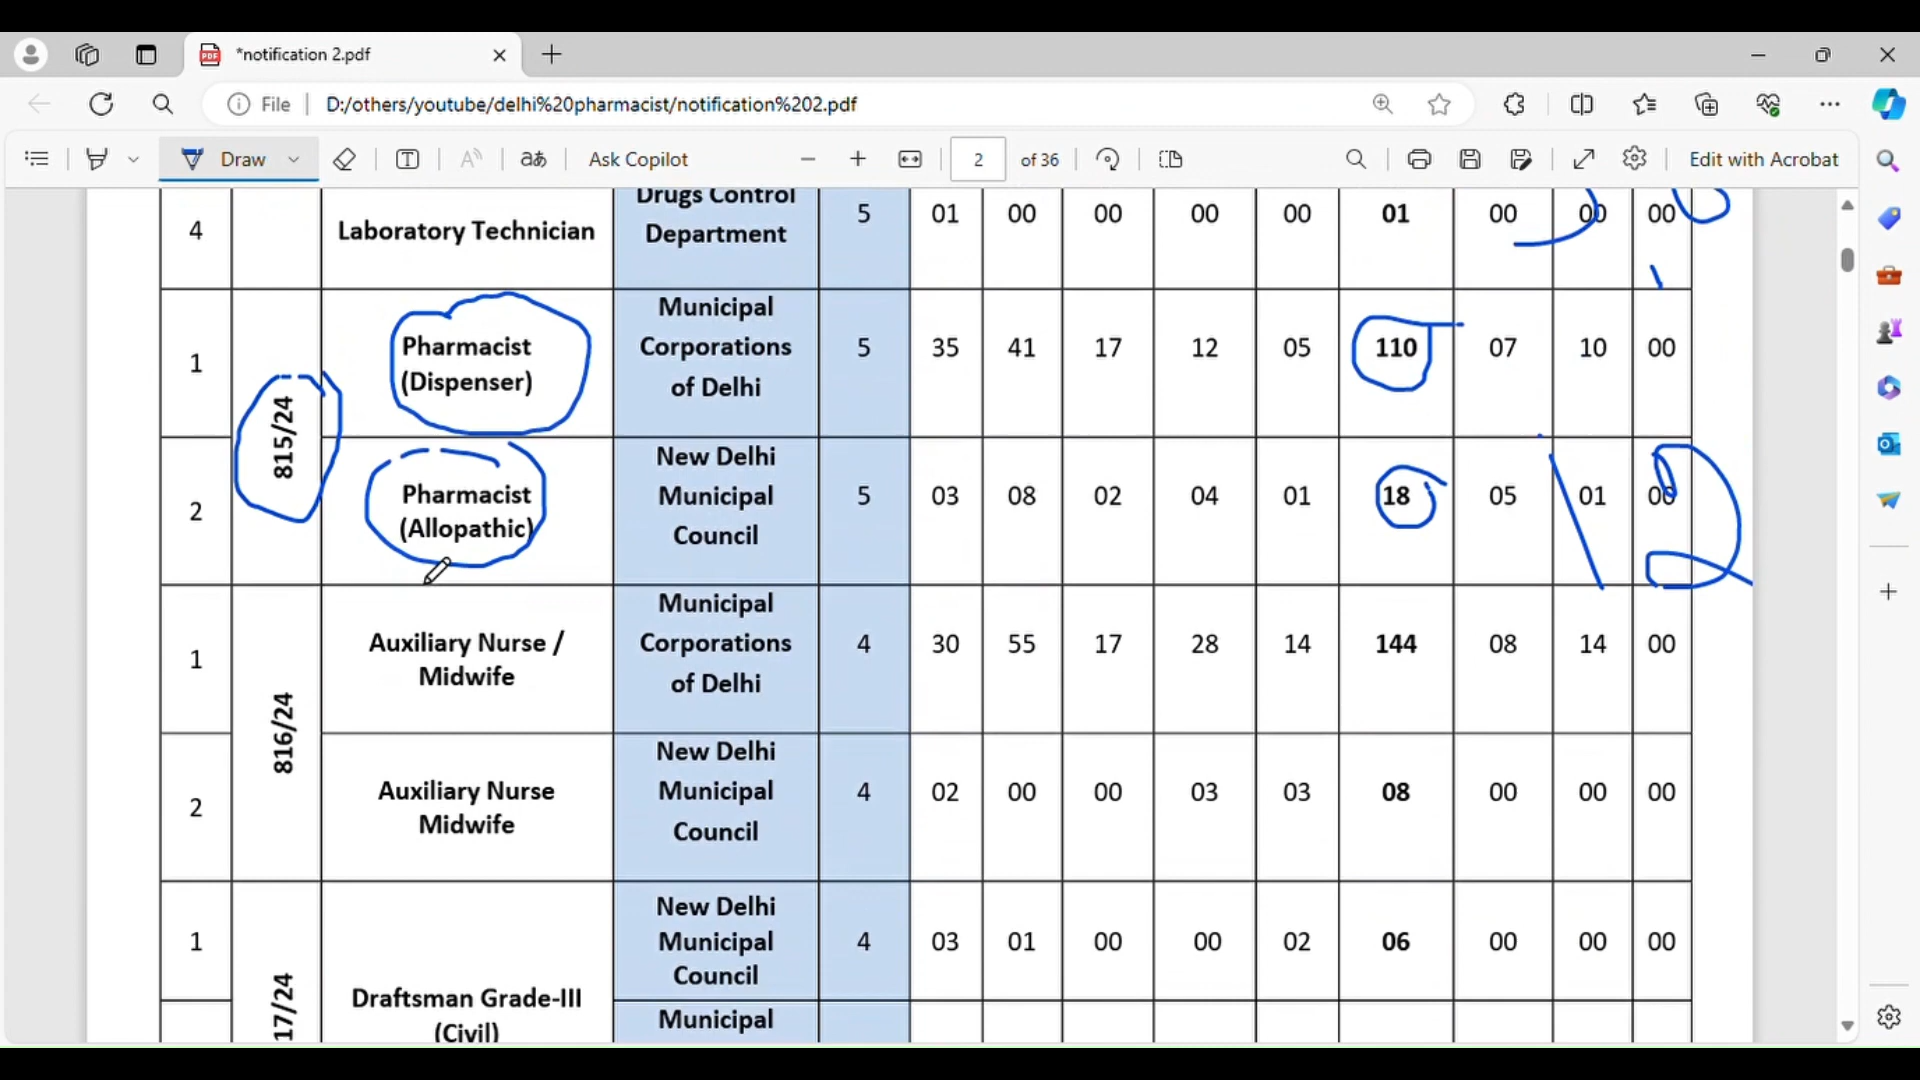 *notification 2.pdf
File
D:/others/youtube/delhi%20pharmacist/notification%202.pdf
Draw
Ask Copilot
2 of 36
Edit with Acrobat
4 Laboratory Technician Drugs Control Department 5 01 00 00 00 00 01 00 00 00
815/24
1 Pharmacist (Dispenser) Municipal Corporations of Delhi 5 35 41 17 12 05 110 07 10 00
2 Pharmacist (Allopathic) New Delhi Municipal Council 5 03 08 02 04 01 18 05 01 00
816/24
1 Auxiliary Nurse / Midwife Municipal Corporations of Delhi 4 30 55 17 28 14 144 08 14 00
2 Auxiliary Nurse Midwife New Delhi Municipal Council 4 02 00 00 03 03 08 00 00 00
17/24
1 Draftsman Grade-III (Civil) New Delhi Municipal Council 4 03 01 00 00 02 06 00 00 00
Municipal